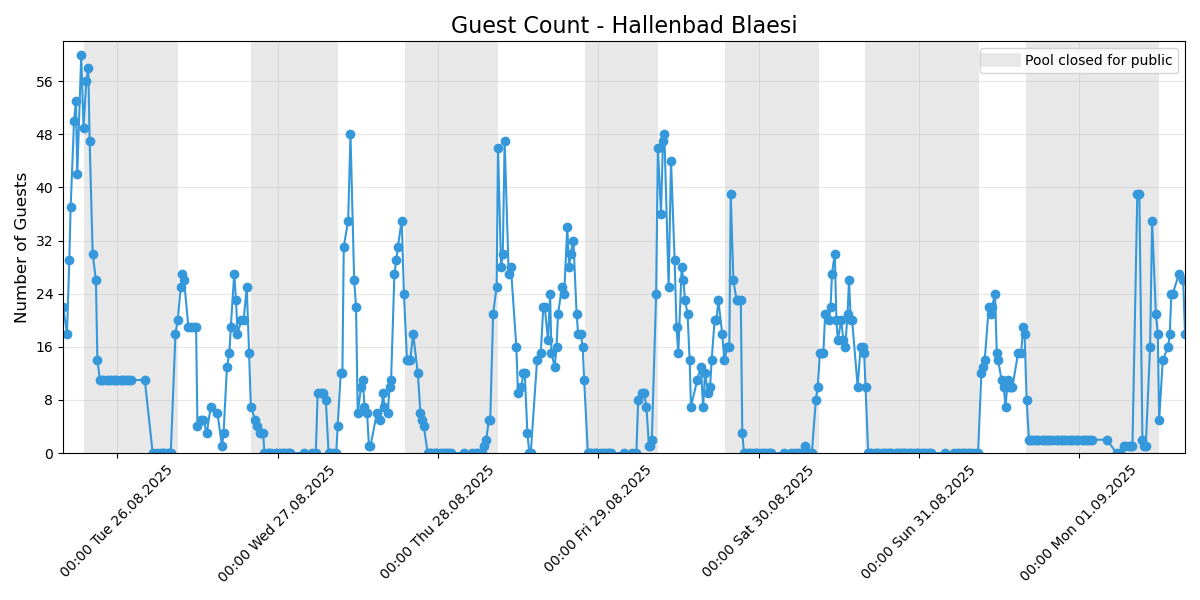 Guest Count - Hallenbad Blaesi
Pool closed for public
Number of Guests
56
48
40
32
24
16
8
0
00:00 Tue 26.08.2025
00:00 Wed 27.08.2025
00:00 Thu 28.08.2025
00:00 Fri 29.08.2025
00:00 Sat 30.08.2025
00:00 Sun 31.08.2025
00:00 Mon 01.09.2025